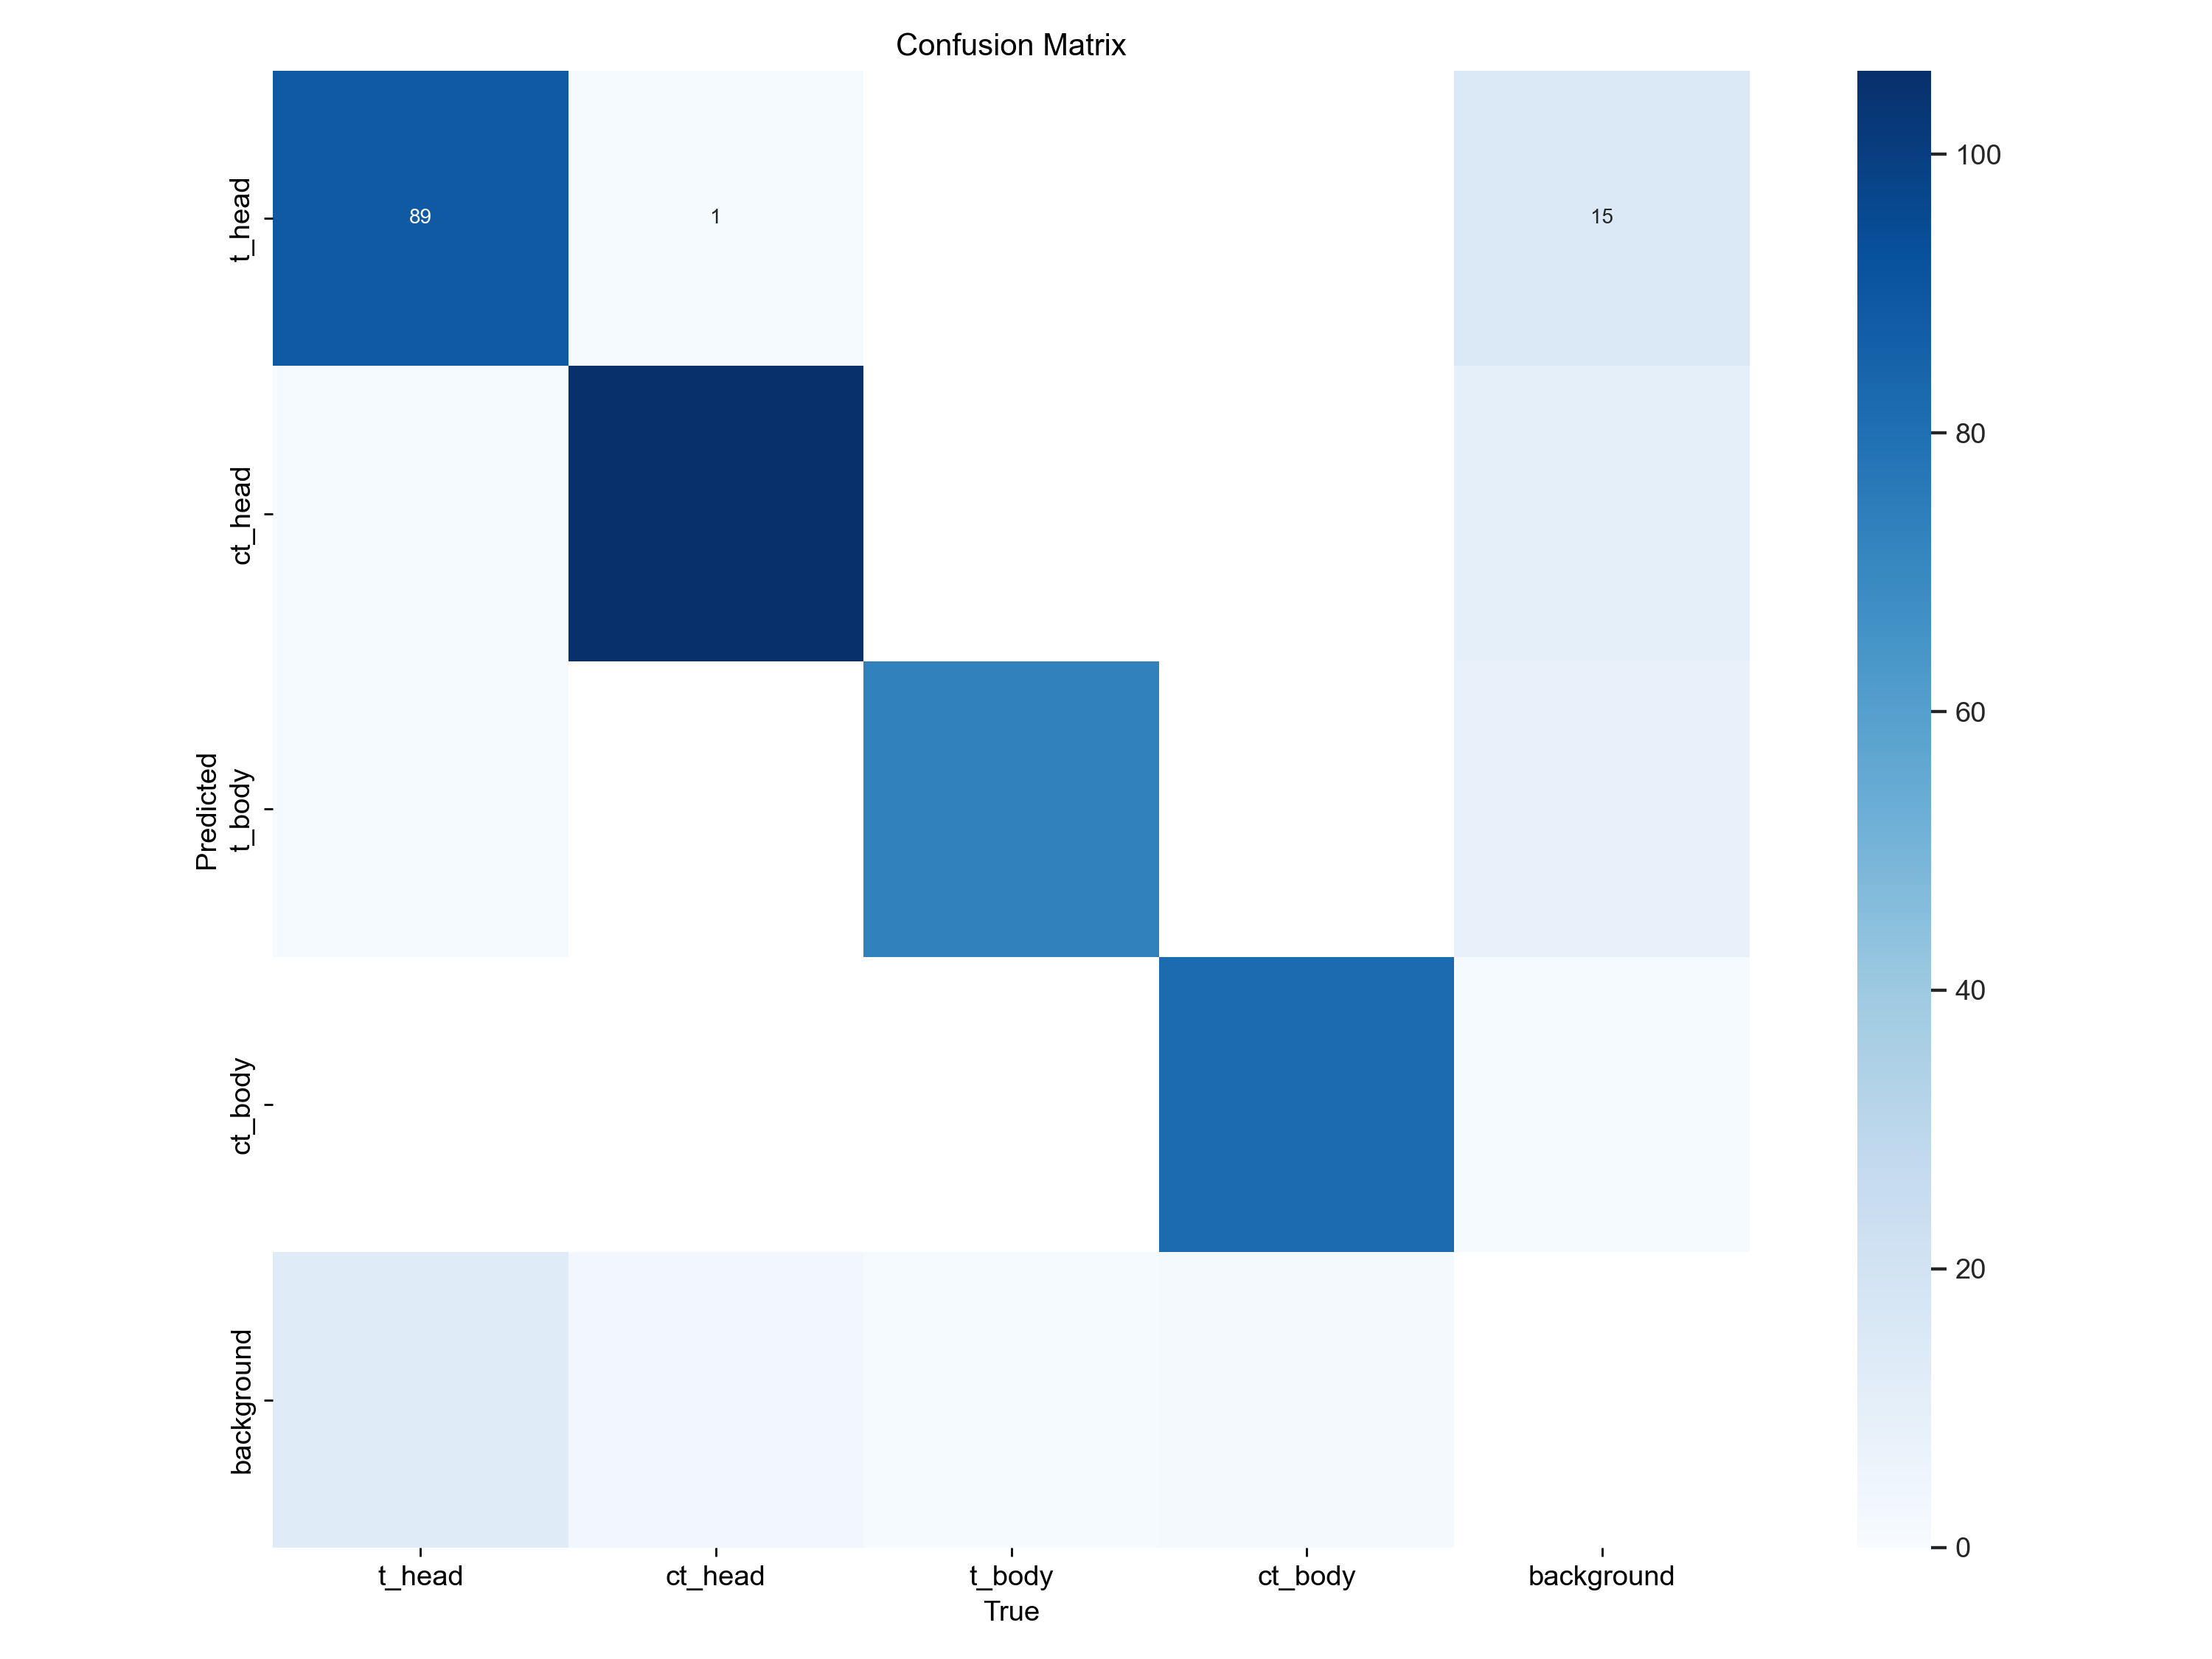 Confusion Matrix
t_head
89
1
15
ct_head
t_body
ct_body
background
Predicted
t_head
ct_head
t_body
ct_body
background
True
100
80
60
40
20
0